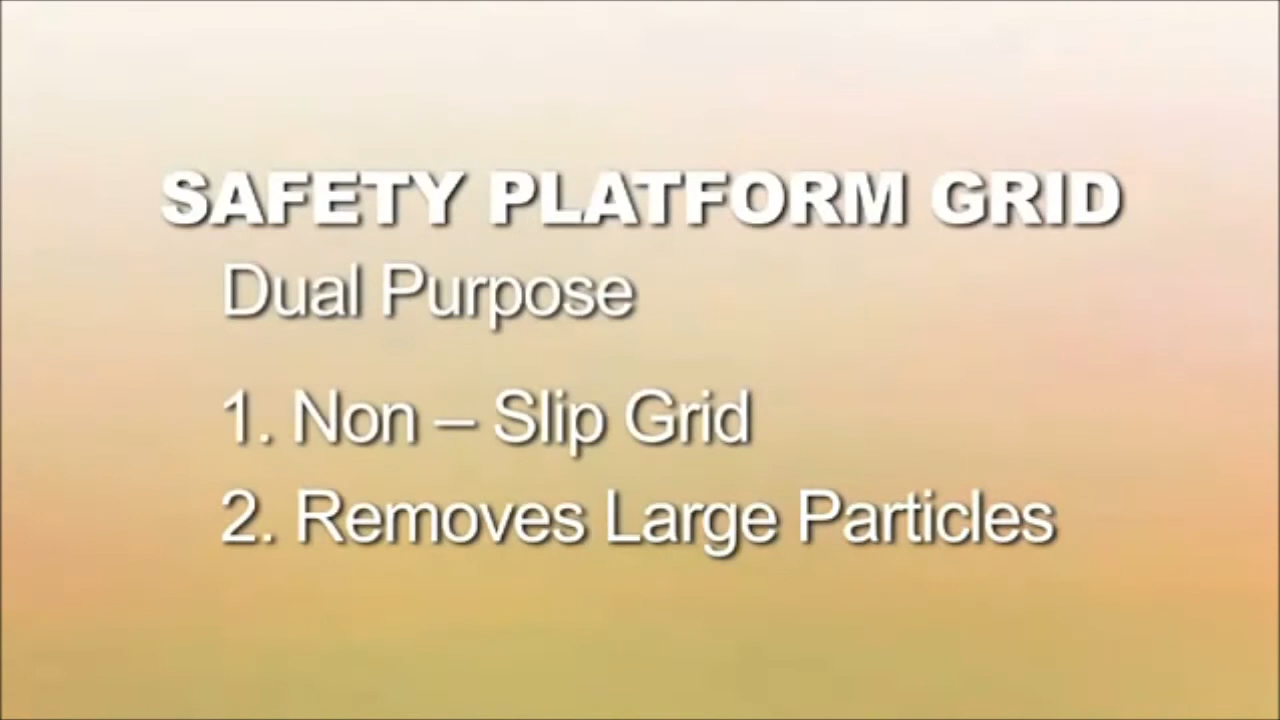 SAFETY PLATFORM GRID
Dual Purpose
1. Non – Slip Grid
2. Removes Large Particles